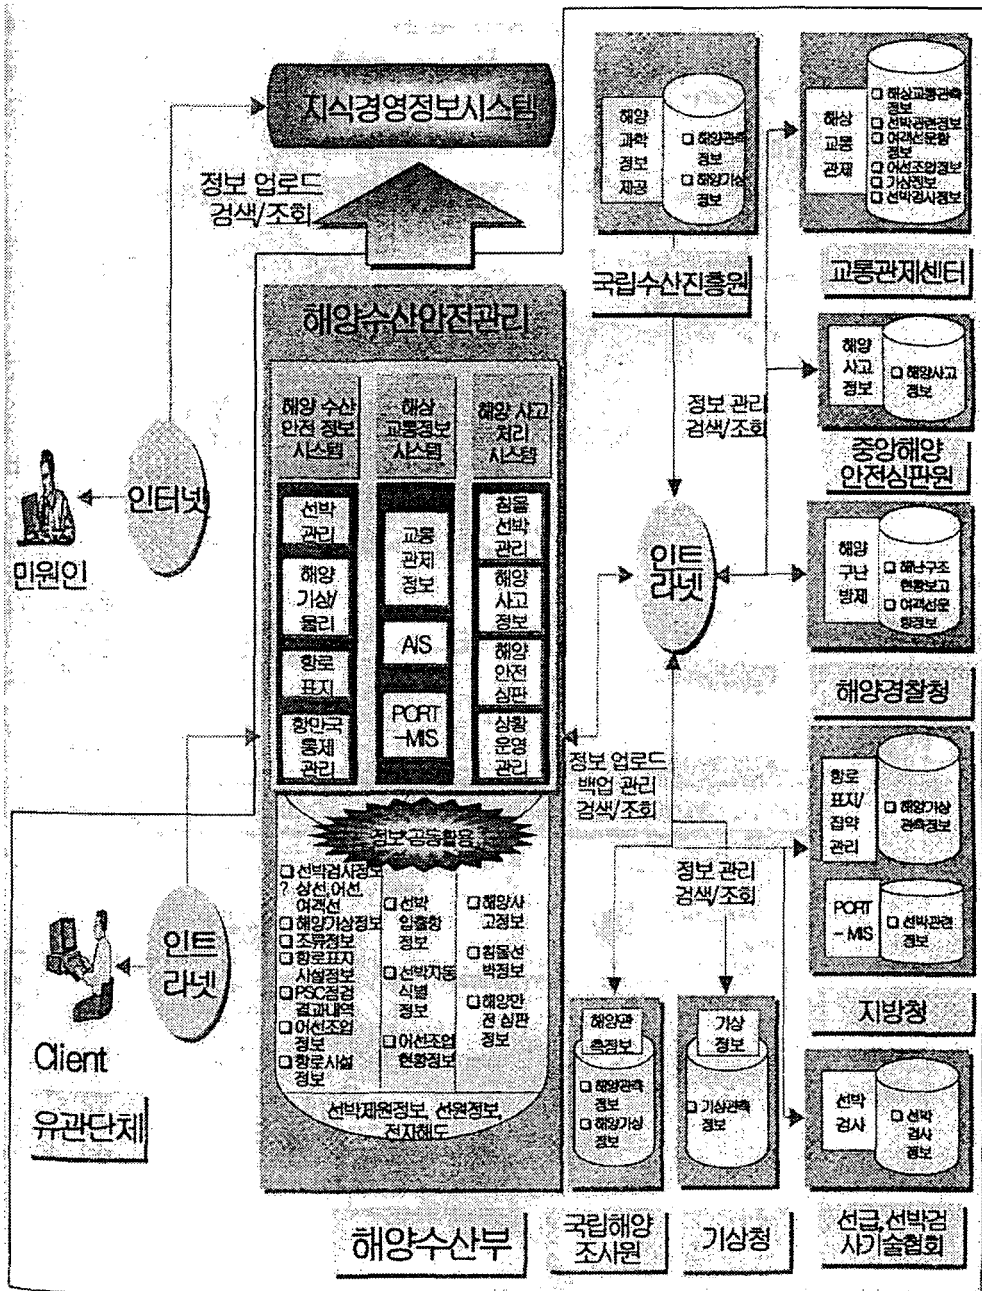 지식경영정보시스템
정보 업로드
검색/조회
해양
과학
정보
제공
해양관측
정보
해양기상
정보
국립수산진흥원
해상
교통
관제
해상교통관측
정보
선박관련정보
여객선운항
정보
어선조업정보
기상정보
선박검사정보
교통관제센터
해양수산안전관리
해양 수산
안전 정보
시스템
해상
교통정보
시스템
해양 사고
처리
시스템
선박
관리
해양
기상/
물리
항로
표지
항만국
통제
관리
교통
관제
정보
AIS
PORT
-MIS
침몰
선박
관리
해양
사고
정보
해양
안전
심판
상황
운영
관리
인터넷
민원인
정보 관리
검색/조회
인트
라넷
해양
사고
정보
해양사고
정보
중앙해양
안전심판원
해양
구난
방제
해난구조
현황보고
여객선운
항정보
해양경찰청
정보 업로드
백업 관리
검색/조회
항로
표지/
집약
관리
해양기상
관측정보
PORT
- MIS
선박관련
정보
지방청
정보 공동활용
선박검사정보
? 상선,어선,
여객선
해양기상정보
조류정보
항로표지
시설정보
PSC점검
결과내역
어선조업
정보
항로시설
정보
선박
입출항
정보
선박자동
식별
정보
어선조업
현황정보
해양사
고정보
침몰선
박정보
해양안
전 심판
정보
선박제원정보, 선원정보,
전자해도
해양수산부
인트
라넷
Client
유관단체
정보 관리
검색/조회
해양관
측정보
해양관측
정보
해양기상
정보
국립해양
조사원
기상
정보
기상관측
정보
기상청
선박
검사
선박
검사
정보
선급,선박검
사기술협회